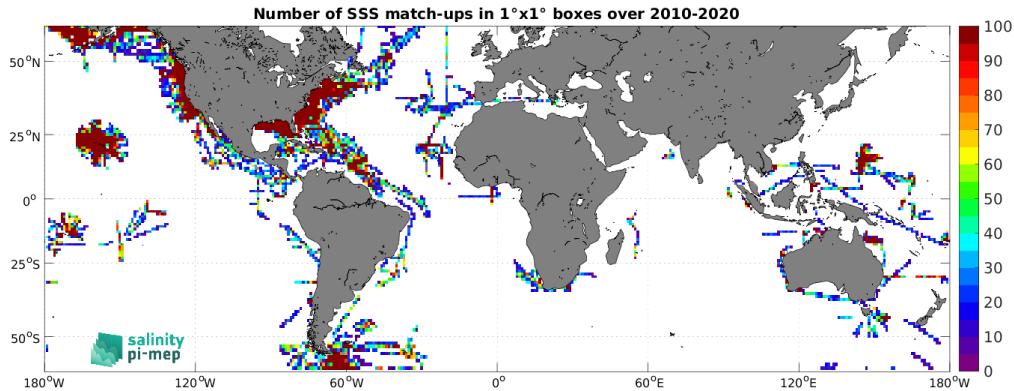 Number of SSS match-ups in 1°x1° boxes over 2010-2020
50°N
25°N
0°
25°S
50°S
180°W
120°W
60°W
0°
60°E
120°E
180°W
100
90
80
70
60
50
40
30
20
10
0
salinity
pi-mep